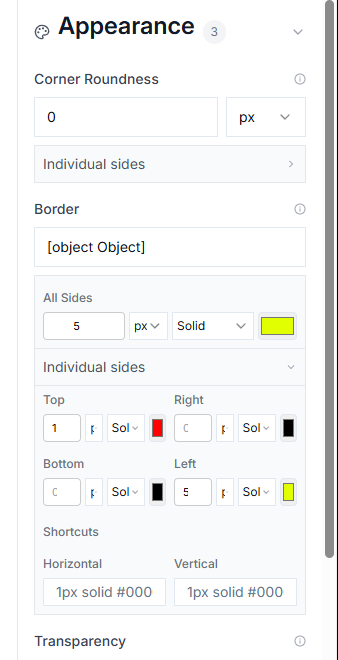 Appearance 3
Corner Roundness
0 px
Individual sides
Border
[object Object]
All Sides
5 px Solid
Individual sides
Top Right
1 Sol 0 Sol
Bottom Left
0 Sol 5 Sol
Shortcuts
Horizontal Vertical
1px solid #000 1px solid #000
Transparency